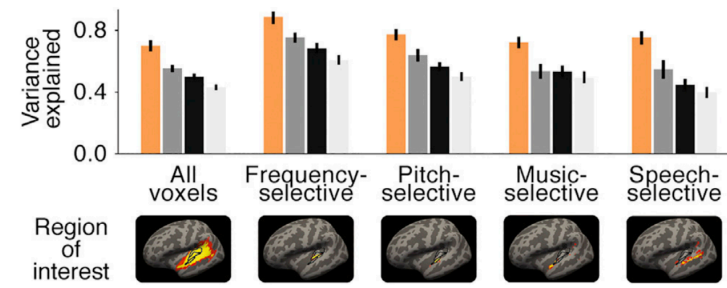 Variance
explained
0.8
0.4
0.0
All
voxels
Frequency-
selective
Pitch-
selective
Music-
selective
Speech-
selective
Region
of
interest